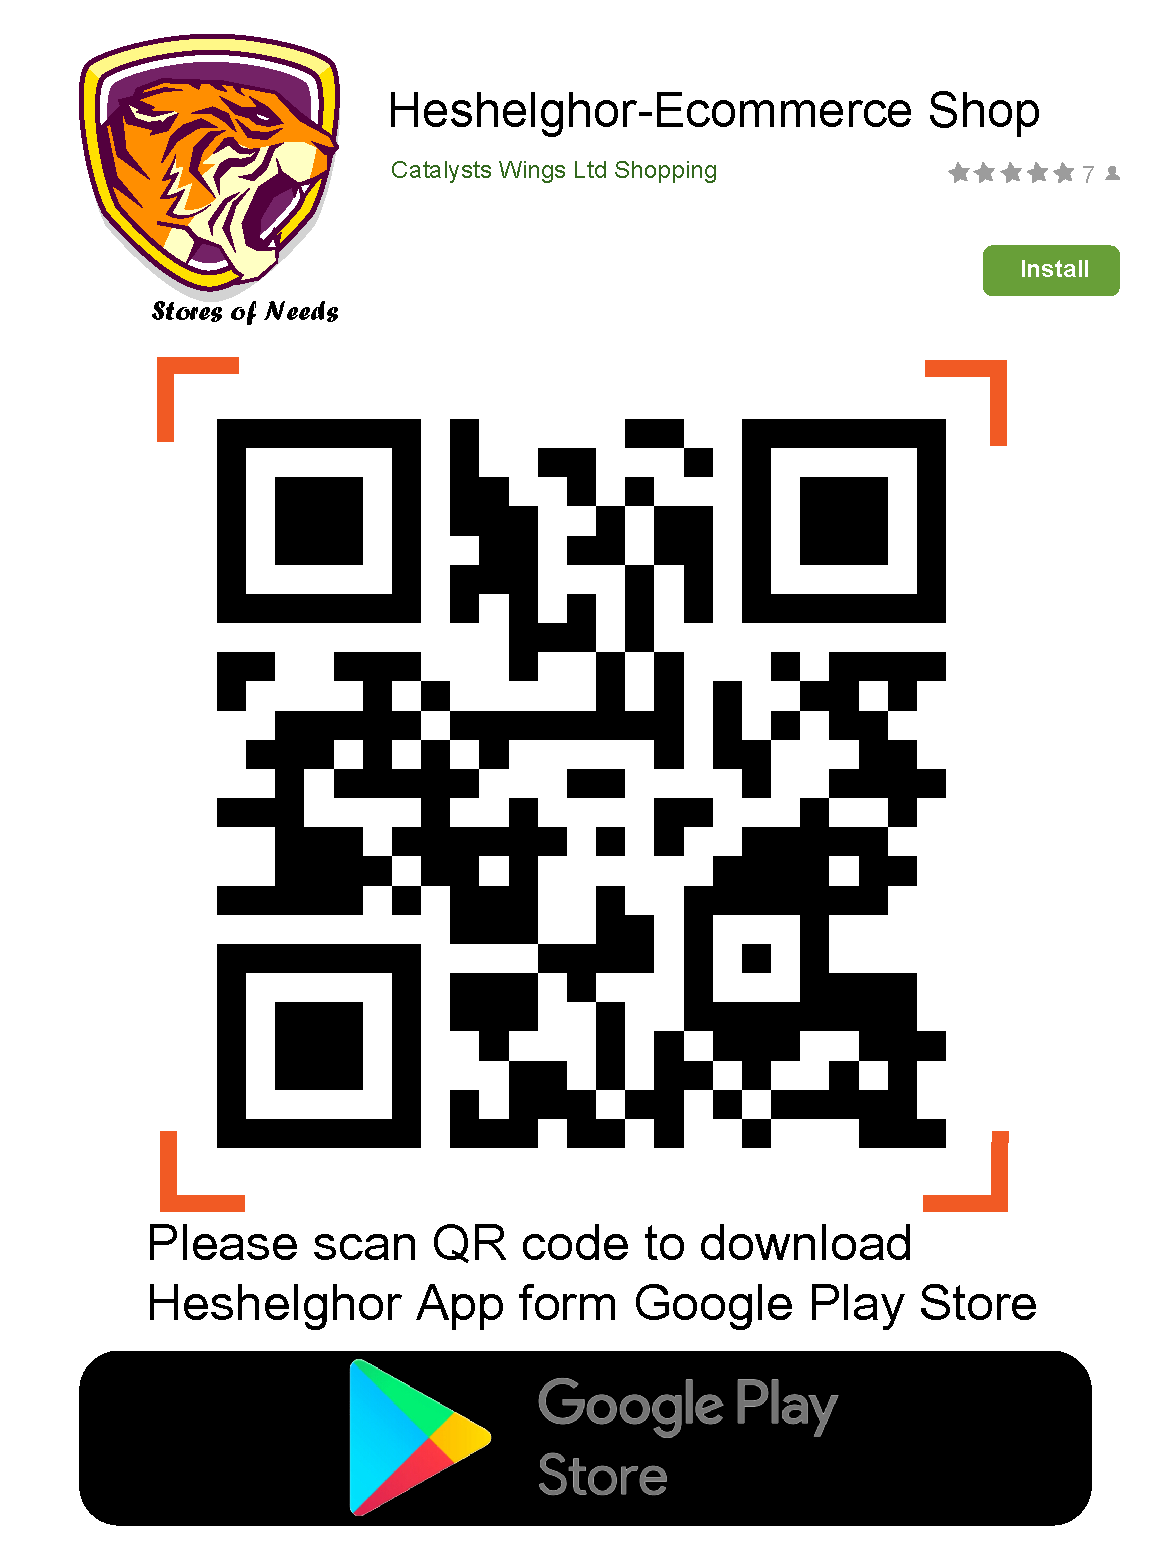 Heshelghor-Ecommerce Shop
Catalysts Wings Ltd Shopping
7
Install
Stores of Needs
Please scan QR code to download
Heshelghor App form Google Play Store
Google Play
Store